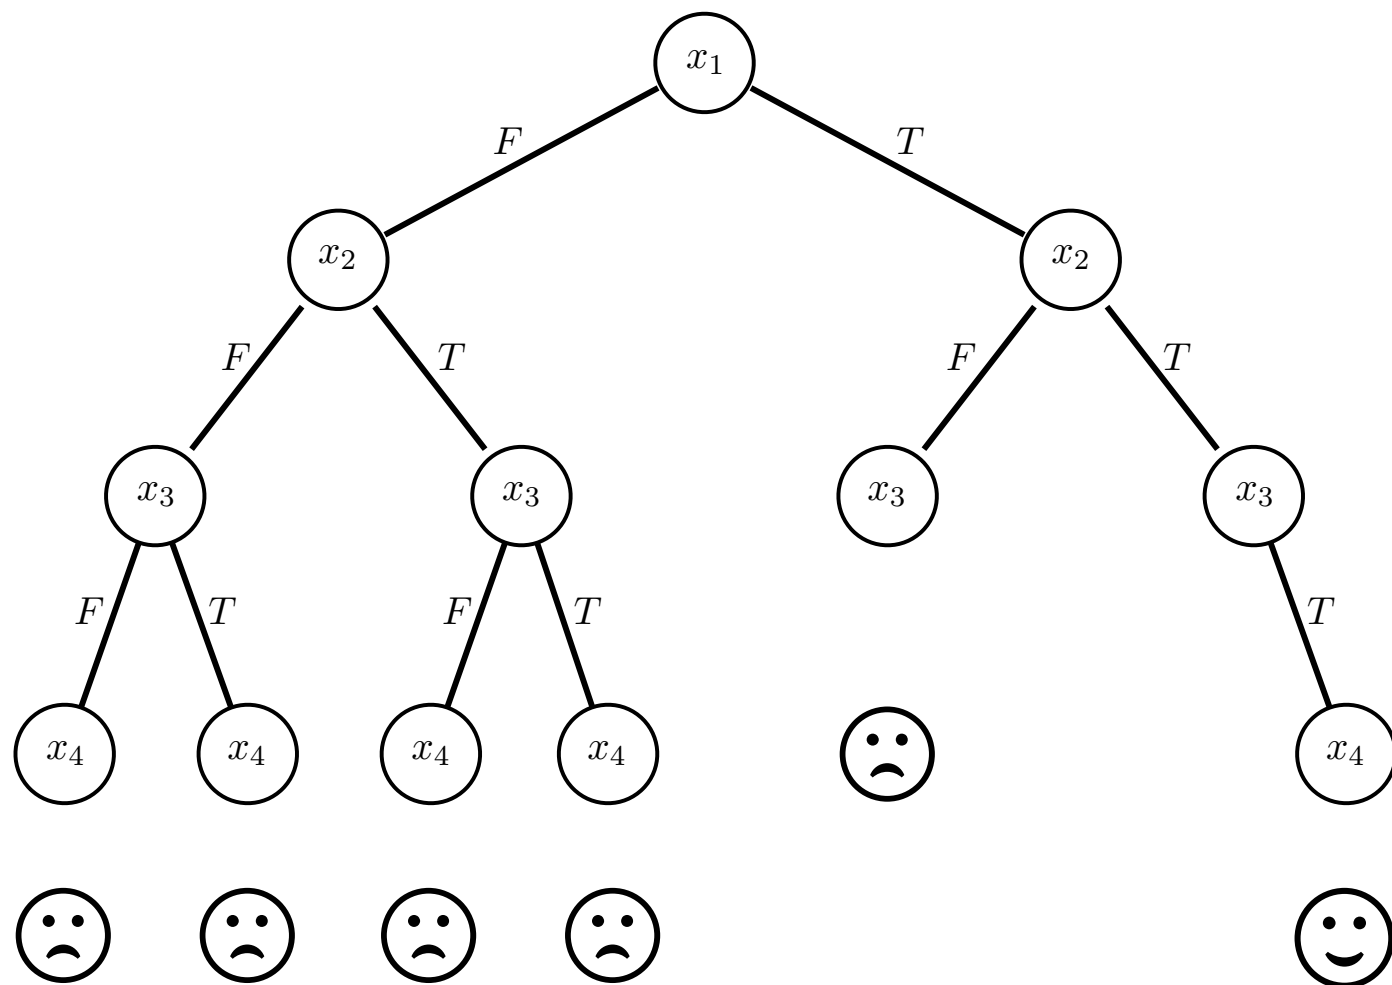 x₁
F T
x₂ x₂
F T F T
x₃ x₃ x₃ x₃
F T F T T
x₄ x₄ x₄ x₄ x₄